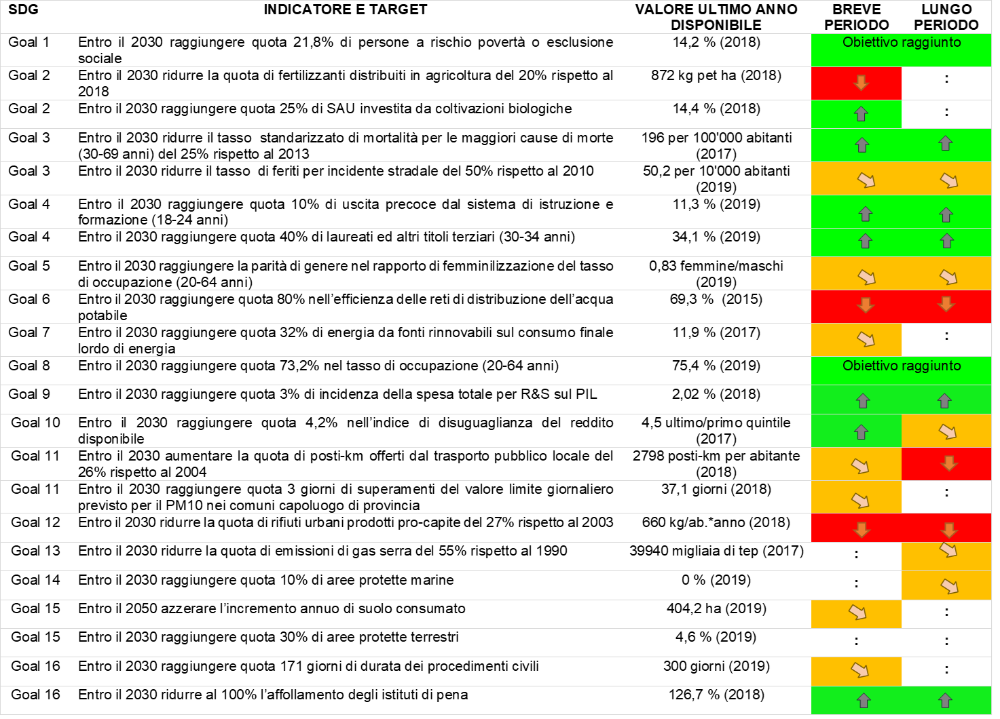 SDG INDICATORE E TARGET VALORE ULTIMO ANNO DISPONIBILE BREVE PERIODO LUNGO PERIODO
Goal 1 Entro il 2030 raggiungere quota 21,8% di persone a rischio povertà o esclusione sociale 14,2 % (2018) Obiettivo raggiunto
Goal 2 Entro il 2030 ridurre la quota di fertilizzanti distribuiti in agricoltura del 20% rispetto al 2018 872 kg pet ha (2018) :
Goal 2 Entro il 2030 raggiungere quota 25% di SAU investita da coltivazioni biologiche 14,4 % (2018) :
Goal 3 Entro il 2030 ridurre il tasso standarizzato di mortalità per le maggiori cause di morte (30-69 anni) del 25% rispetto al 2013 196 per 100'000 abitanti (2017)
Goal 3 Entro il 2030 ridurre il tasso di feriti per incidente stradale del 50% rispetto al 2010 50,2 per 10'000 abitanti (2019)
Goal 4 Entro il 2030 raggiungere quota 10% di uscita precoce dal sistema di istruzione e formazione (18-24 anni) 11,3 % (2019)
Goal 4 Entro il 2030 raggiungere quota 40% di laureati ed altri titoli terziari (30-34 anni) 34,1 % (2019)
Goal 5 Entro il 2030 raggiungere la parità di genere nel rapporto di femminilizzazione del tasso di occupazione (20-64 anni) 0,83 femmine/maschi (2019)
Goal 6 Entro il 2030 raggiungere quota 80% nell’efficienza delle reti di distribuzione dell’acqua potabile 69,3 % (2015)
Goal 7 Entro il 2030 raggiungere quota 32% di energia da fonti rinnovabili sul consumo finale lordo di energia 11,9 % (2017) :
Goal 8 Entro il 2030 raggiungere quota 73,2% nel tasso di occupazione (20-64 anni) 75,4 % (2019) Obiettivo raggiunto
Goal 9 Entro il 2030 raggiungere quota 3% di incidenza della spesa totale per R&S sul PIL 2,02 % (2018)
Goal 10 Entro il 2030 raggiungere quota 4,2% nell’indice di disuguaglianza del reddito disponibile 4,5 ultimo/primo quintile (2017)
Goal 11 Entro il 2030 aumentare la quota di posti-km offerti dal trasporto pubblico locale del 26% rispetto al 2004 2798 posti-km per abitante (2018)
Goal 11 Entro il 2030 raggiungere quota 3 giorni di superamenti del valore limite giornaliero previsto per il PM10 nei comuni capoluogo di provincia 37,1 giorni (2018) :
Goal 12 Entro il 2030 ridurre la quota di rifiuti urbani prodotti pro-capite del 27% rispetto al 2003 660 kg/ab.*anno (2018)
Goal 13 Entro il 2030 ridurre la quota di emissioni di gas serra del 55% rispetto al 1990 39940 migliaia di tep (2017) :
Goal 14 Entro il 2030 raggiungere quota 10% di aree protette marine 0 % (2019) :
Goal 15 Entro il 2050 azzerare l’incremento annuo di suolo consumato 404,2 ha (2019) :
Goal 15 Entro il 2030 raggiungere quota 30% di aree protette terrestri 4,6 % (2019) : :
Goal 16 Entro il 2030 raggiungere quota 171 giorni di durata dei procedimenti civili 300 giorni (2019) :
Goal 16 Entro il 2030 ridurre al 100% l’affollamento degli istituti di pena 126,7 % (2018)